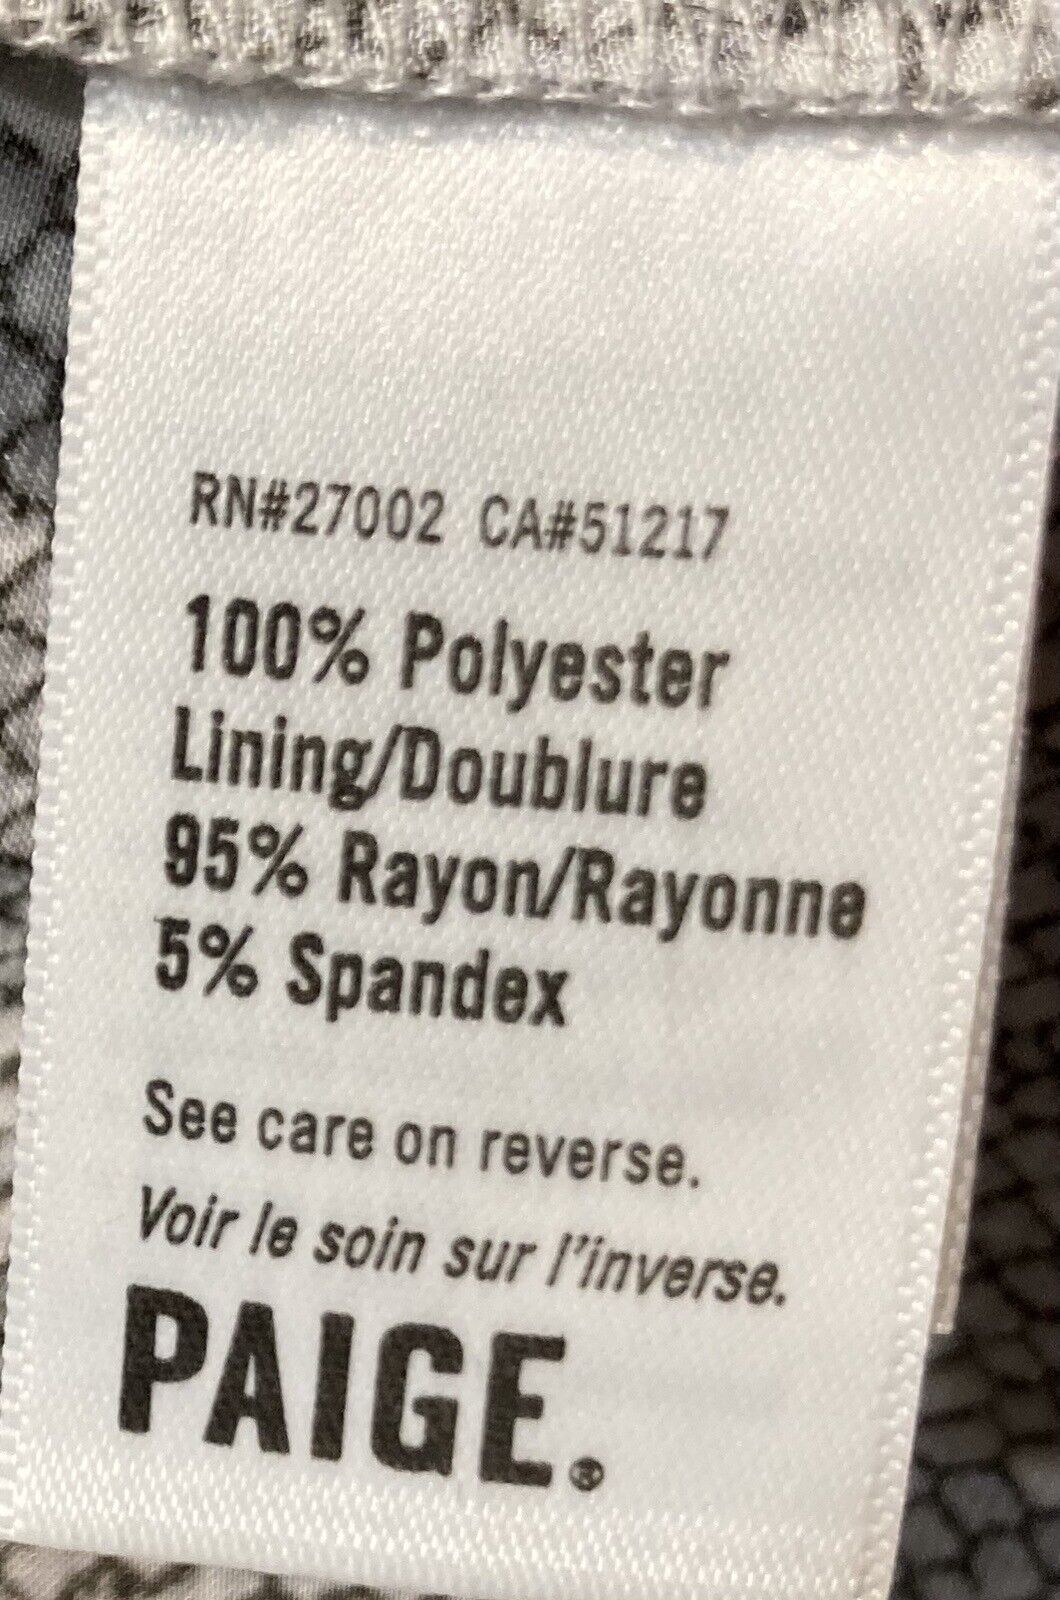 RN#27002 CA#51217
100% Polyester
Lining/Doublure
95% Rayon/Rayonne
5% Spandex
See care on reverse.
Voir le soin sur l'inverse.
PAIGE.®